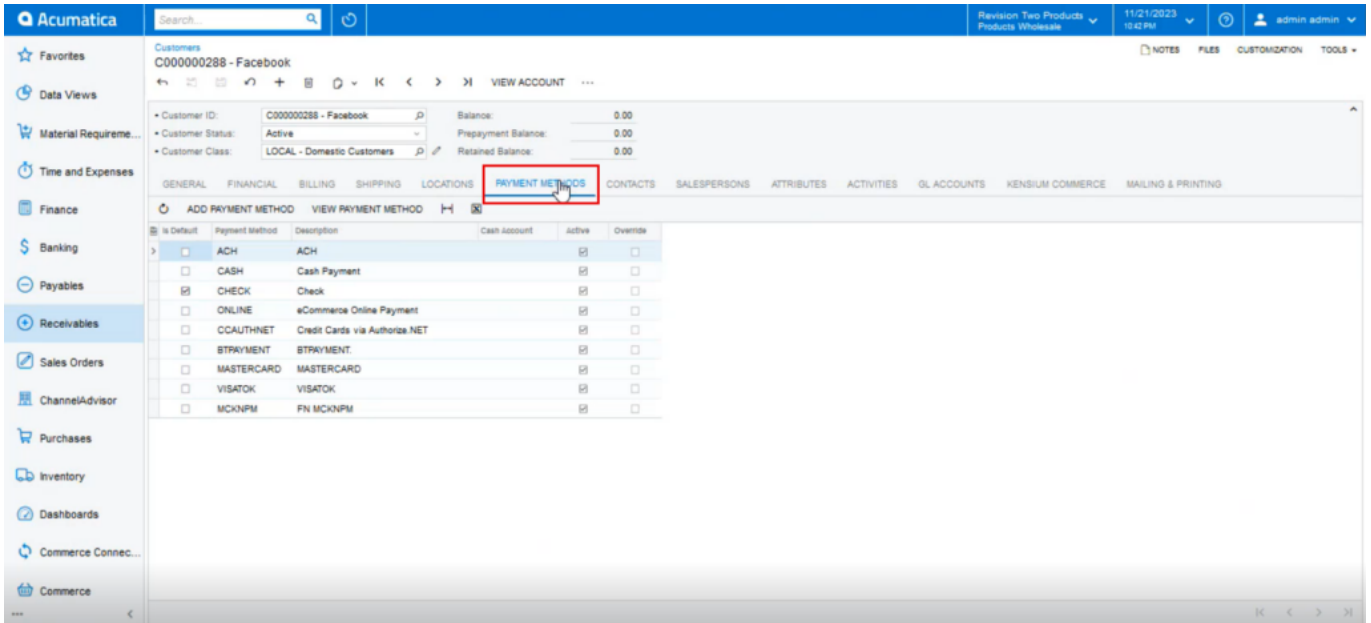 Acumatica Search... Revision Two Products Products Wholesale 11/21/2023 10:42 PM admin admin
Favorites
Data Views
Material Requireme...
Time and Expenses
Finance
Banking
Payables
Receivables
Sales Orders
ChannelAdvisor
Purchases
Inventory
Dashboards
Commerce Connec...
Commerce
Customers
C000000288 - Facebook
NOTES FILES CUSTOMIZATION TOOLS
VIEW ACCOUNT ...
Customer ID: C000000288 - Facebook Balance: 0.00
Customer Status: Active Prepayment Balance: 0.00
Customer Class: LOCAL - Domestic Customers Retained Balance: 0.00
GENERAL FINANCIAL BILLING SHIPPING LOCATIONS PAYMENT METHODS CONTACTS SALESPERSONS ATTRIBUTES ACTIVITIES GL ACCOUNTS KENSIUM COMMERCE MAILING & PRINTING
ADD PAYMENT METHOD VIEW PAYMENT METHOD
Is Default Payment Method Description Cash Account Active Override
ACH ACH
CASH Cash Payment
CHECK Check
ONLINE eCommerce Online Payment
CCAUTHNET Credit Cards via Authorize.NET
BTPAYMENT BTPAYMENT.
MASTERCARD MASTERCARD
VISATOK VISATOK
MCKNPM FN MCKNPM